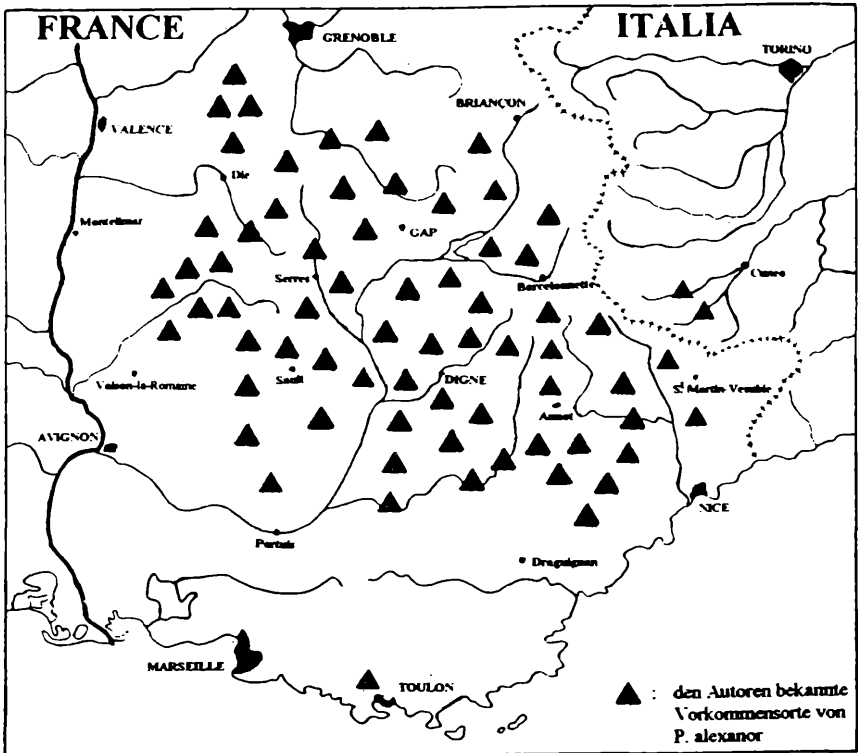 FRANCE
ITALIA
GRENOBLE
TORINO
BRIANÇON
VALENCE
Die
Montelimar
GAP
Serres
Barcelonnette
Cuneo
Vaison-la-Romaine
Sault
DIGNE
St Martin-Vesubie
Annot
AVIGNON
NICE
Pertuis
Draguignan
MARSEILLE
TOULON
: den Autoren bekannte
Vorkommensorte von
P. alexanor